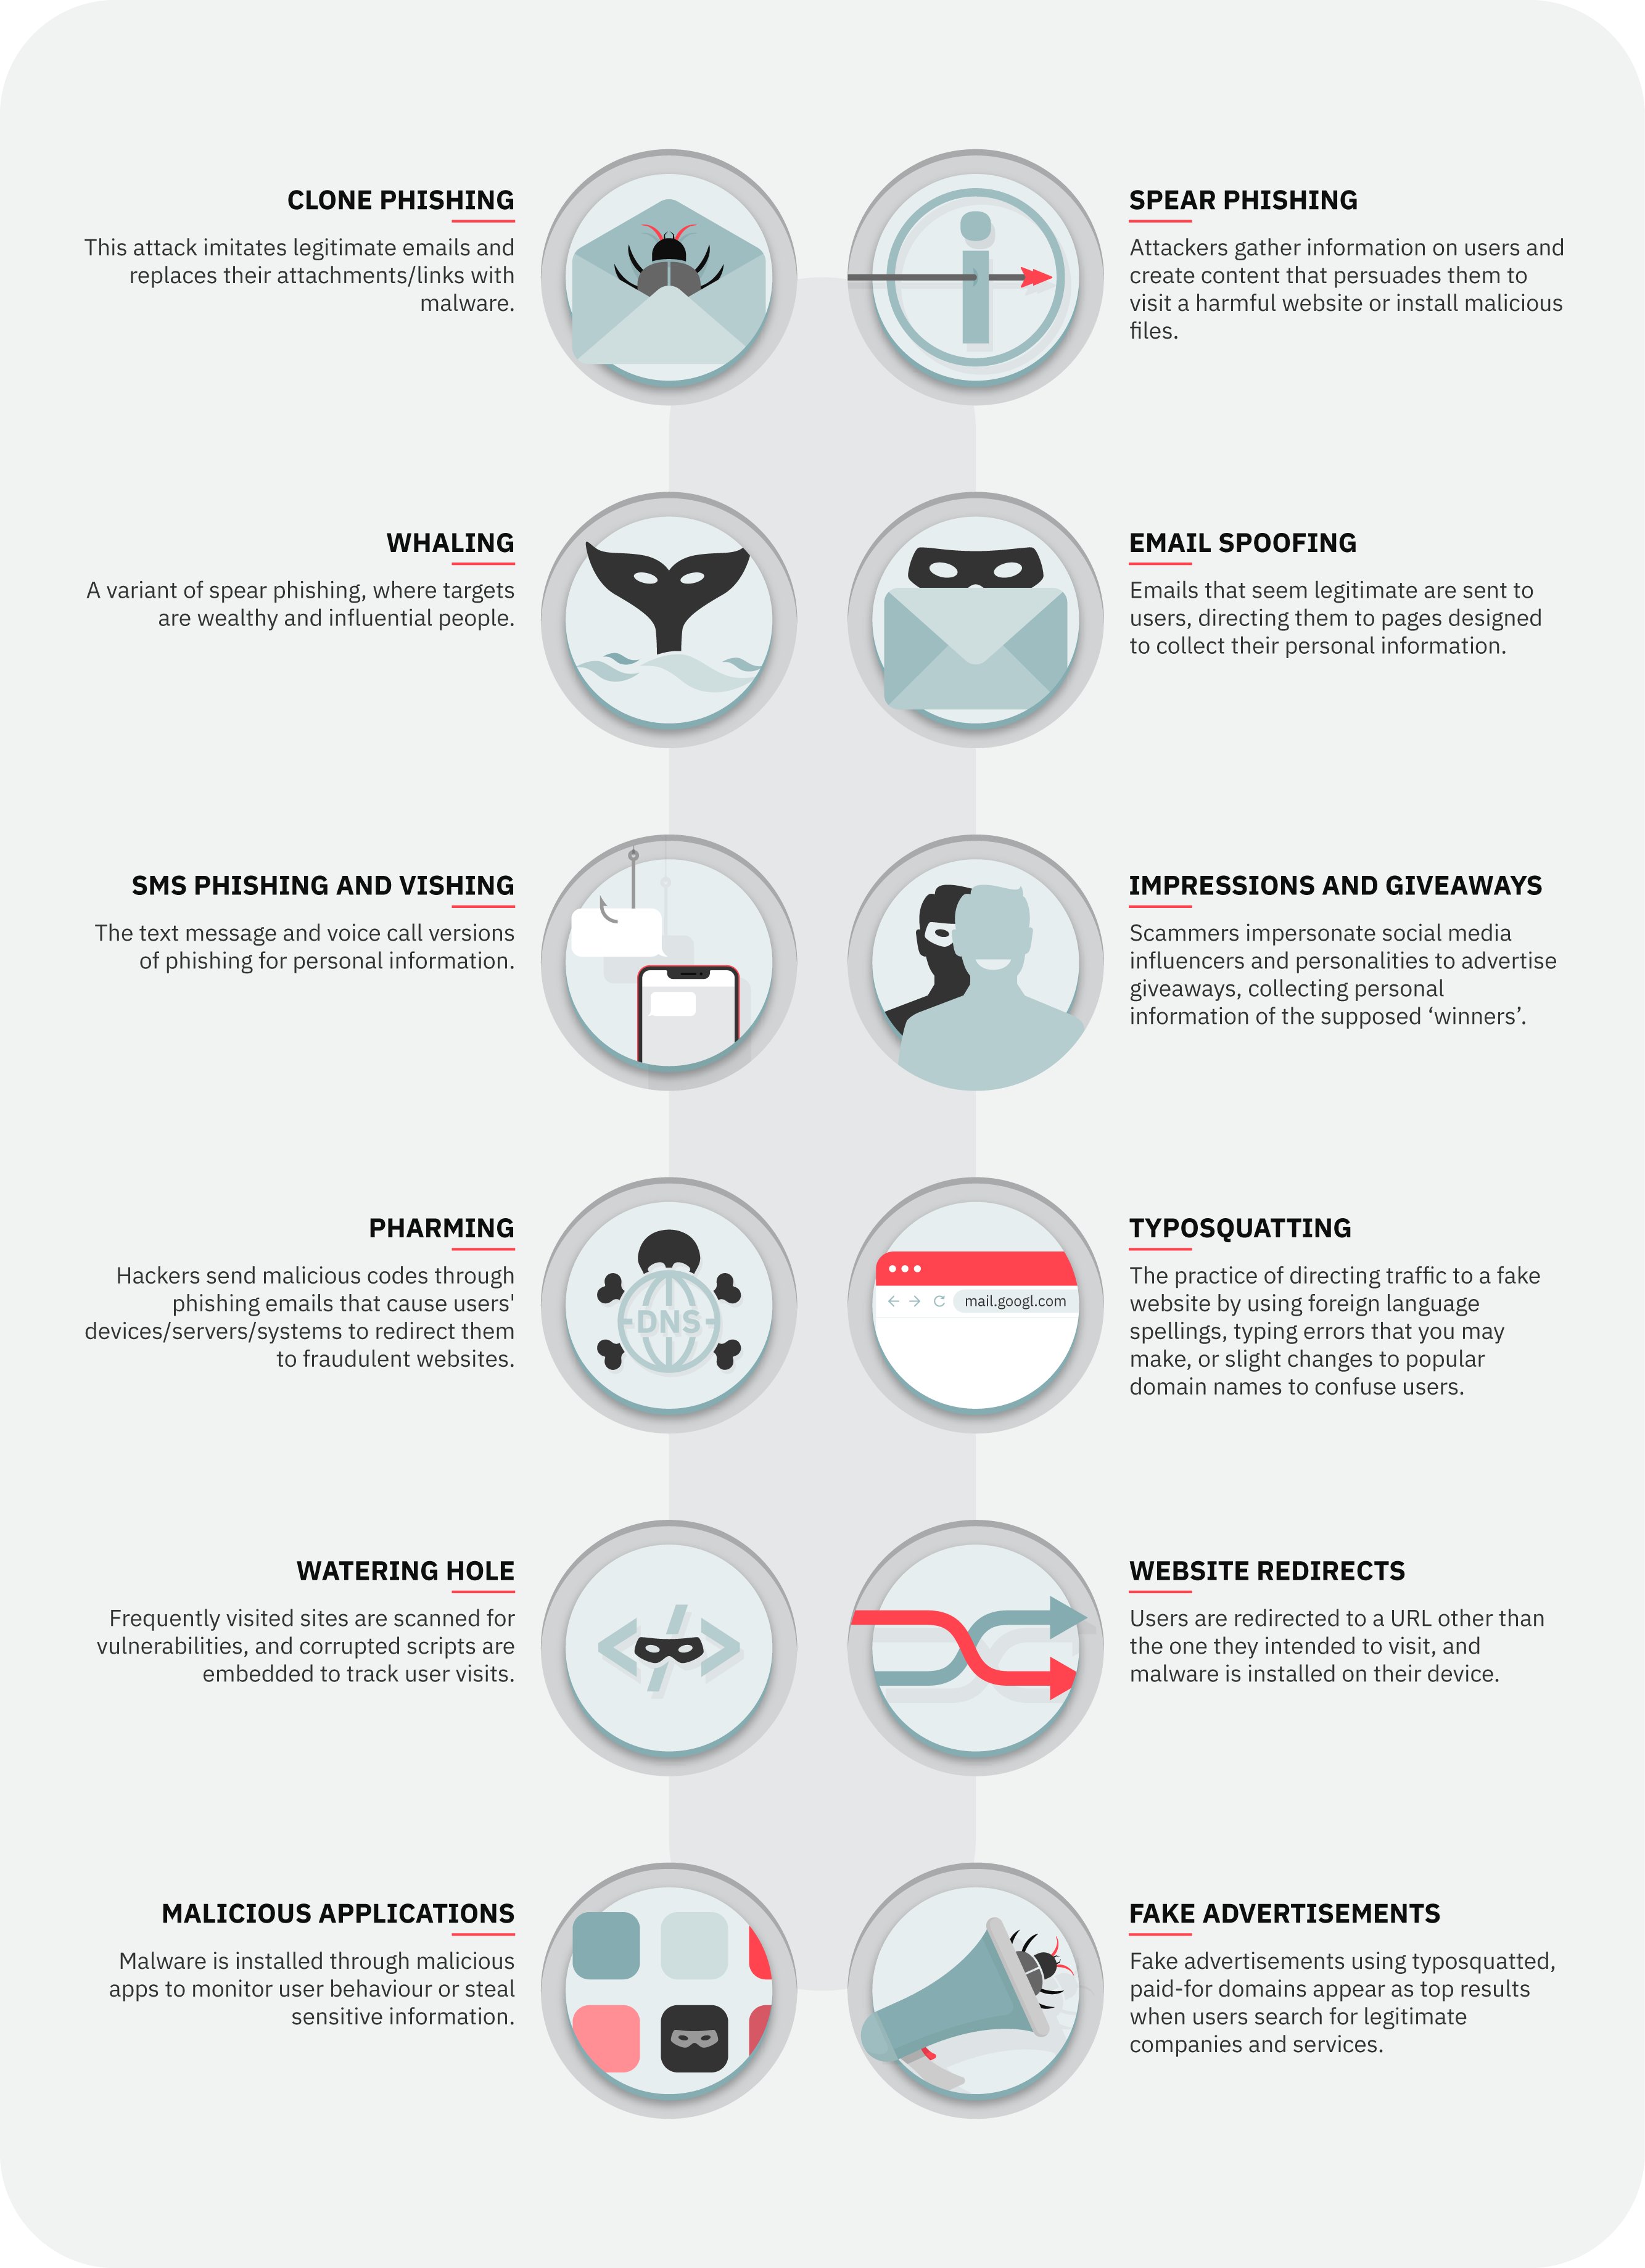 CLONE PHISHING
This attack imitates legitimate emails and
replaces their attachments/links with
malware.
SPEAR PHISHING
Attackers gather information on users and
create content that persuades them to
visit a harmful website or install malicious
files.
WHALING
A variant of spear phishing, where targets
are wealthy and influential people.
EMAIL SPOOFING
Emails that seem legitimate are sent to
users, directing them to pages designed
to collect their personal information.
SMS PHISHING AND VISHING
The text message and voice call versions
of phishing for personal information.
IMPRESSIONS AND GIVEAWAYS
Scammers impersonate social media
influencers and personalities to advertise
giveaways, collecting personal
information of the supposed ‘winners’.
PHARMING
Hackers send malicious codes through
phishing emails that cause users'
devices/servers/systems to redirect them
to fraudulent websites.
DNS
mail.googl.com
TYPOSQUATTING
The practice of directing traffic to a fake
website by using foreign language
spellings, typing errors that you may
make, or slight changes to popular
domain names to confuse users.
WATERING HOLE
Frequently visited sites are scanned for
vulnerabilities, and corrupted scripts are
embedded to track user visits.
WEBSITE REDIRECTS
Users are redirected to a URL other than
the one they intended to visit, and
malware is installed on their device.
MALICIOUS APPLICATIONS
Malware is installed through malicious
apps to monitor user behaviour or steal
sensitive information.
FAKE ADVERTISEMENTS
Fake advertisements using typosquatted,
paid-for domains appear as top results
when users search for legitimate
companies and services.